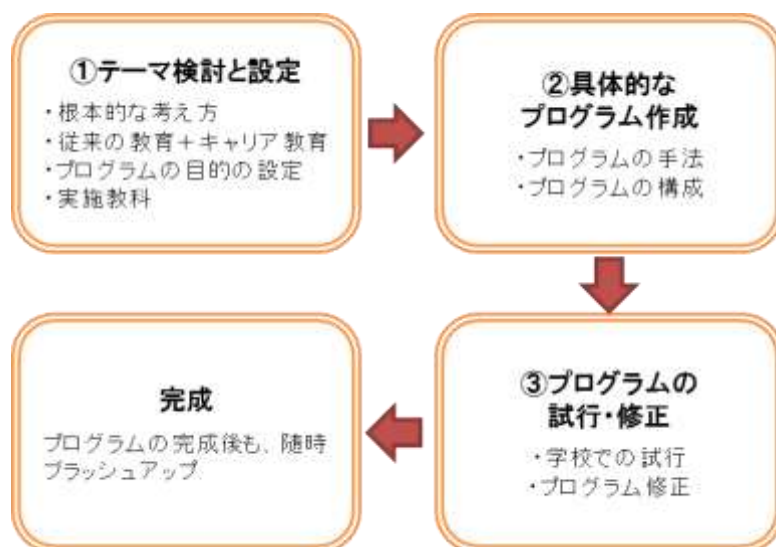 ①テーマ検討と設定
・根本的な考え方
・従来の教育＋キャリア教育
・プログラムの目的の設定
・実施教科
②具体的な
プログラム作成
・プログラムの手法
・プログラムの構成
③プログラムの
試行・修正
・学校での試行
・プログラム修正
完成
プログラムの完成後も、随時
ブラッシュアップ